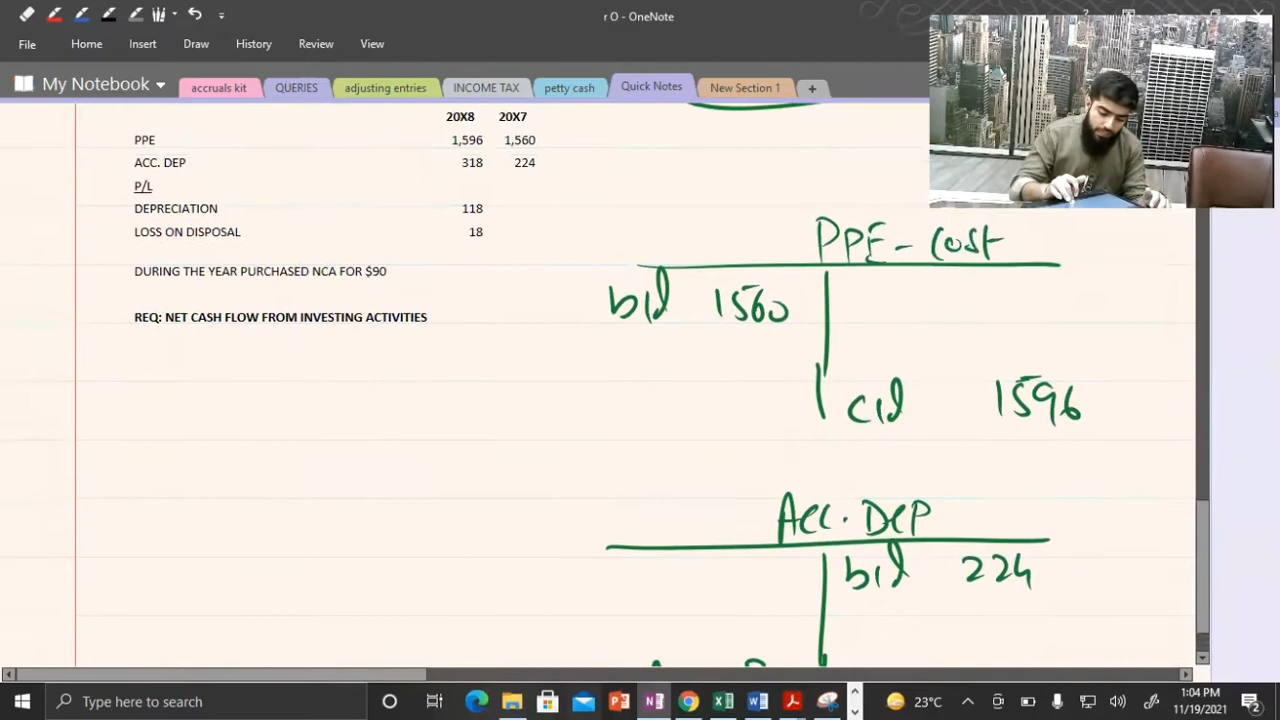 r O - OneNote
File Home Insert Draw History Review View
My Notebook accruals kit QUERIES adjusting entries INCOME TAX petty cash Quick Notes New Section 1 +
20X8 20X7
PPE 1,596 1,560
ACC. DEP 318 224
P/L
DEPRECIATION 118
LOSS ON DISPOSAL 18
DURING THE YEAR PURCHASED NCA FOR $90
REQ: NET CASH FLOW FROM INVESTING ACTIVITIES
PPE - Cost
b/d 1560
c/d 1596
Acc. Dep
b/d 224
Type here to search
23°C
1:04 PM
11/19/2021
2